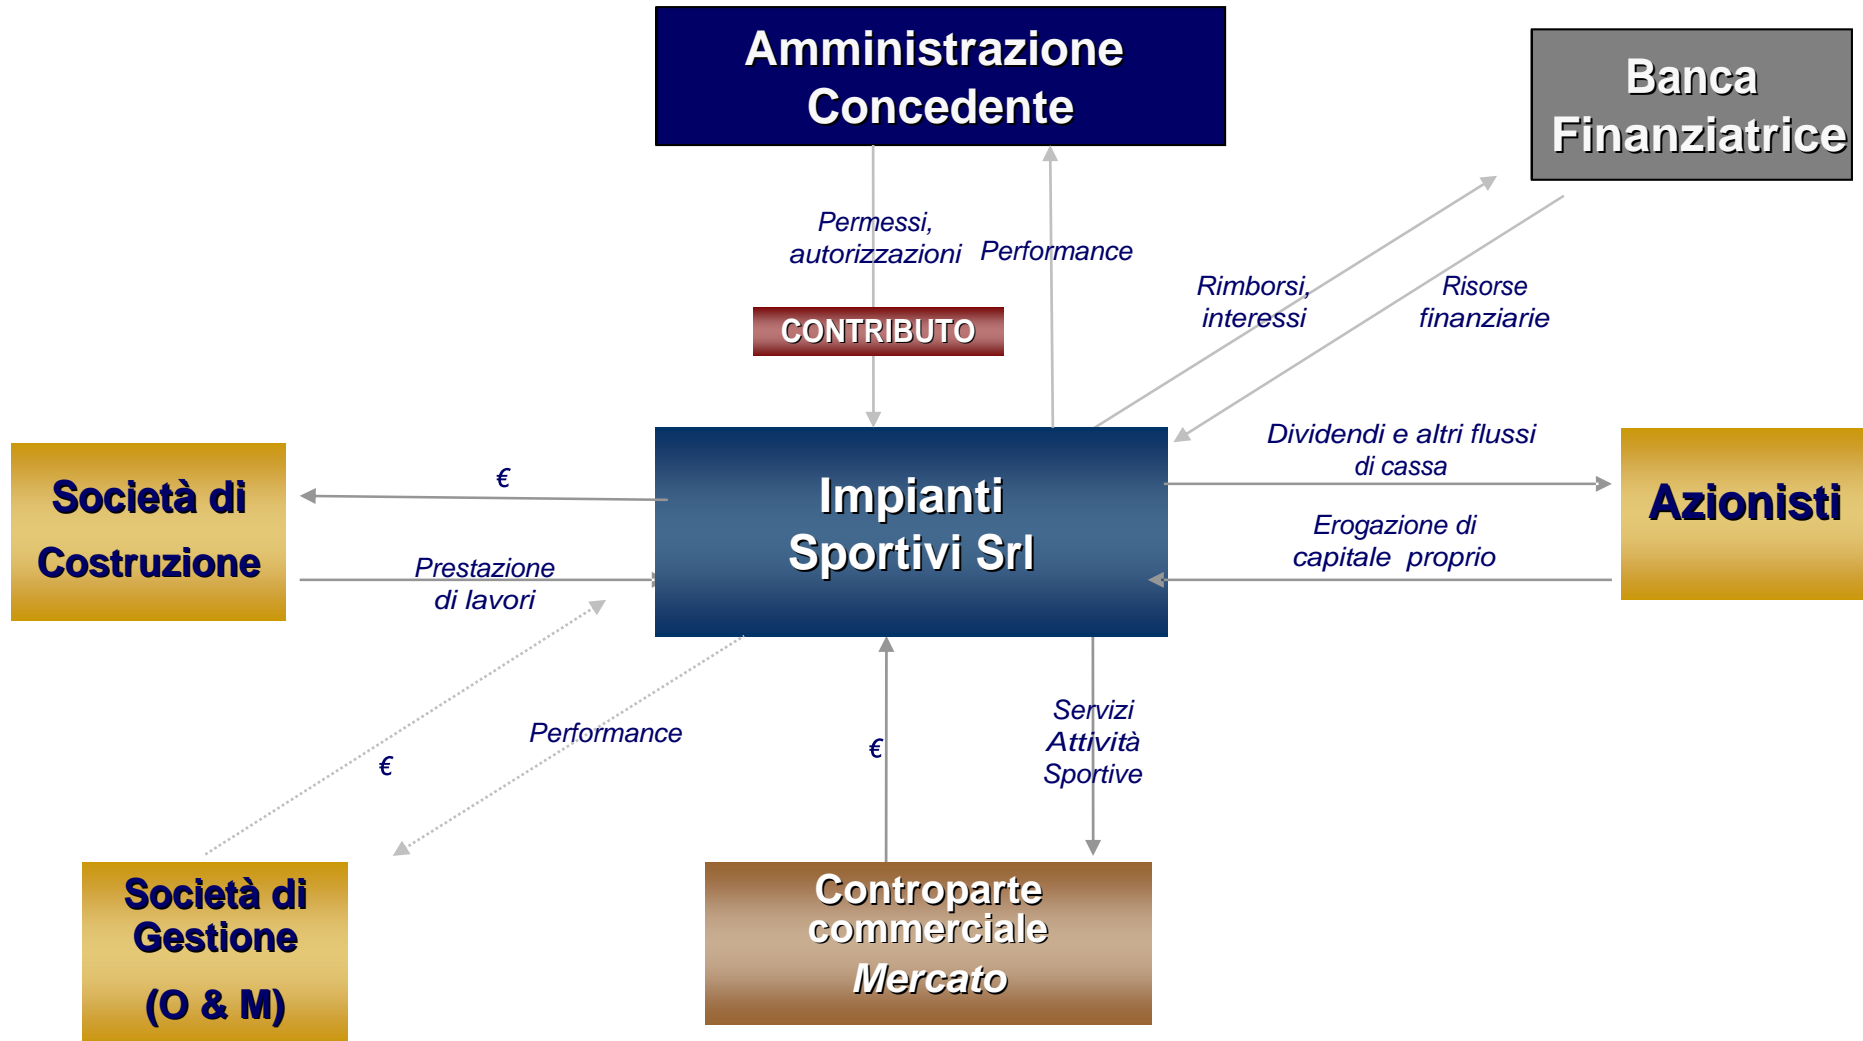 Amministrazione
Concedente
Banca
Finanziatrice
Permessi,
autorizzazioni
Performance
Rimborsi,
interessi
Risorse
finanziarie
CONTRIBUTO
Società di
Costruzione
€
Prestazione
di lavori
Impianti
Sportivi Srl
Dividendi e altri flussi
di cassa
Erogazione di
capitale proprio
Azionisti
€
Performance
€
Servizi
Attività
Sportive
Società di
Gestione
(O & M)
Controparte
commerciale
Mercato